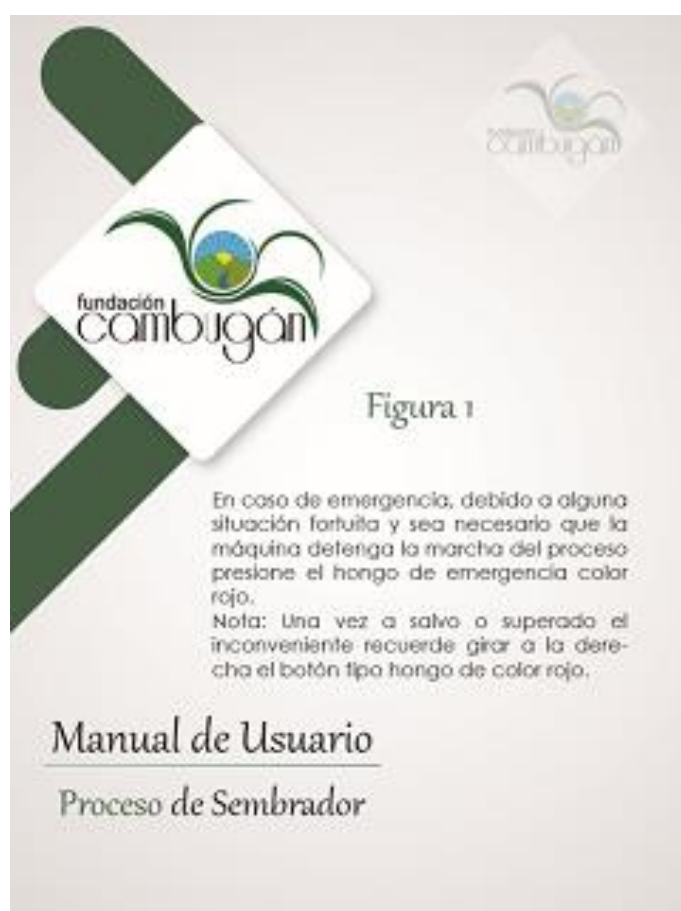 fundación
cambugán
fundación
cambugán
Figura 1
En caso de emergencia, debido a alguna
situación fortuita y sea necesario que la
máquina detenga la marcha del proceso
presione el hongo de emergencia color
rojo.
Nota: Una vez a salvo o superado el
inconveniente recuerde girar a la dere-
cha el botón tipo hongo de color rojo.
Manual de Usuario
Proceso de Sembrador